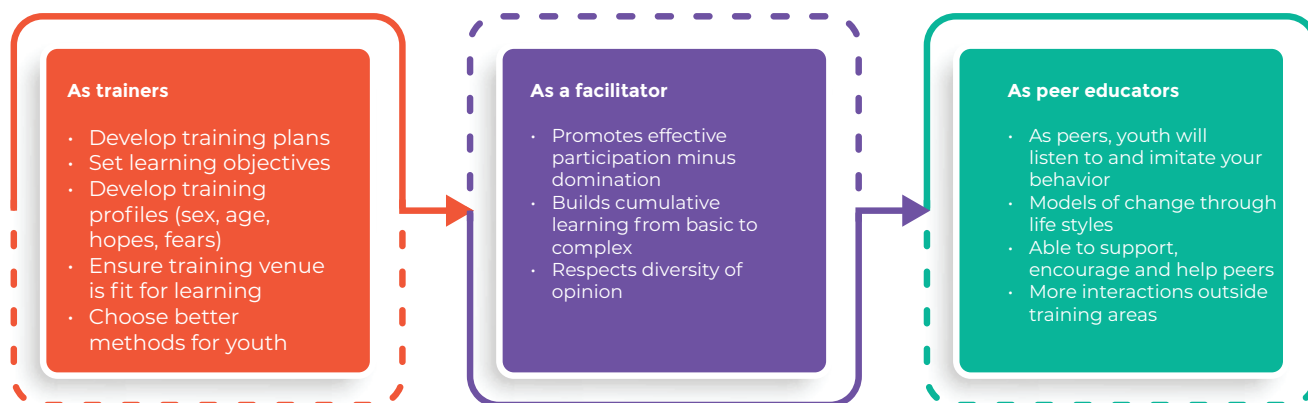 As trainers
• Develop training plans
• Set learning objectives
• Develop training
profiles (sex, age,
hopes, fears)
• Ensure training venue
is fit for learning
• Choose better
methods for youth
As a facilitator
• Promotes effective
participation minus
domination
• Builds cumulative
learning from basic to
complex
• Respects diversity of
opinion
As peer educators
• As peers, youth will
listen to and imitate your
behavior
• Models of change through
life styles
• Able to support,
encourage and help peers
• More interactions outside
training areas